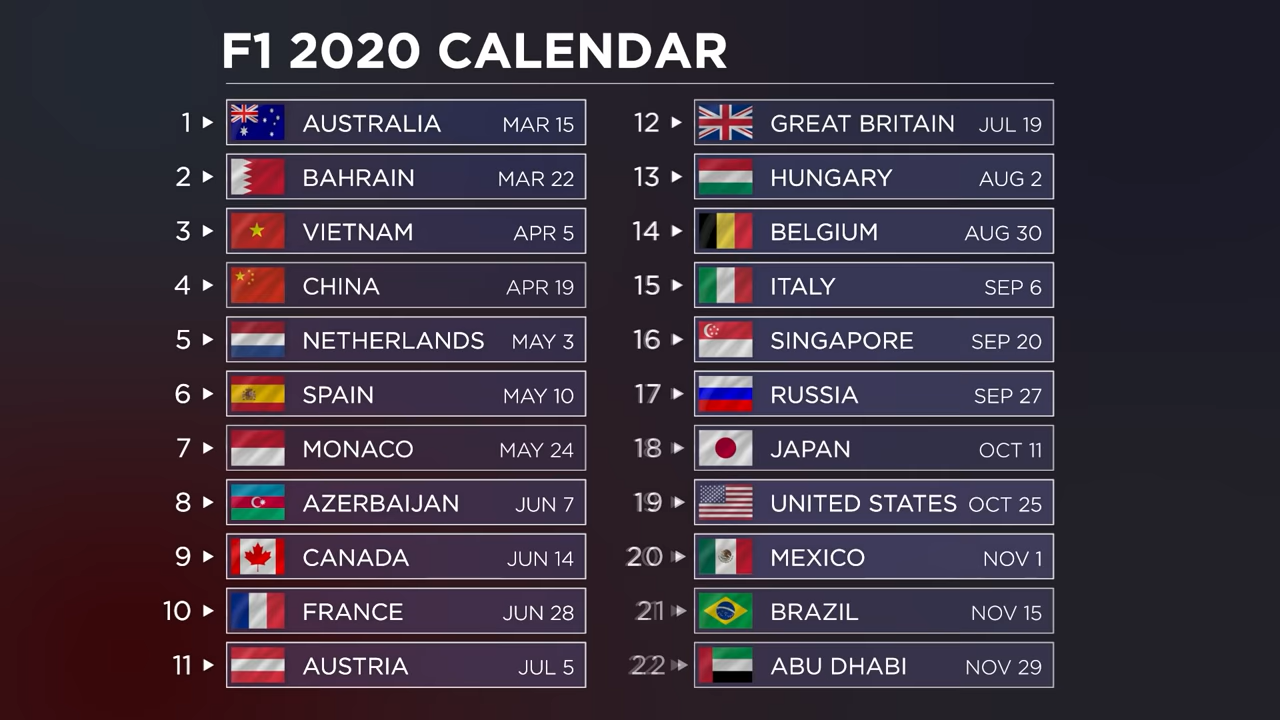 F1 2020 CALENDAR
1 AUSTRALIA MAR 15
2 BAHRAIN MAR 22
3 VIETNAM APR 5
4 CHINA APR 19
5 NETHERLANDS MAY 3
6 SPAIN MAY 10
7 MONACO MAY 24
8 AZERBAIJAN JUN 7
9 CANADA JUN 14
10 FRANCE JUN 28
11 AUSTRIA JUL 5
12 GREAT BRITAIN JUL 19
13 HUNGARY AUG 2
14 BELGIUM AUG 30
15 ITALY SEP 6
16 SINGAPORE SEP 20
17 RUSSIA SEP 27
18 JAPAN OCT 11
19 UNITED STATES OCT 25
20 MEXICO NOV 1
21 BRAZIL NOV 15
22 ABU DHABI NOV 29